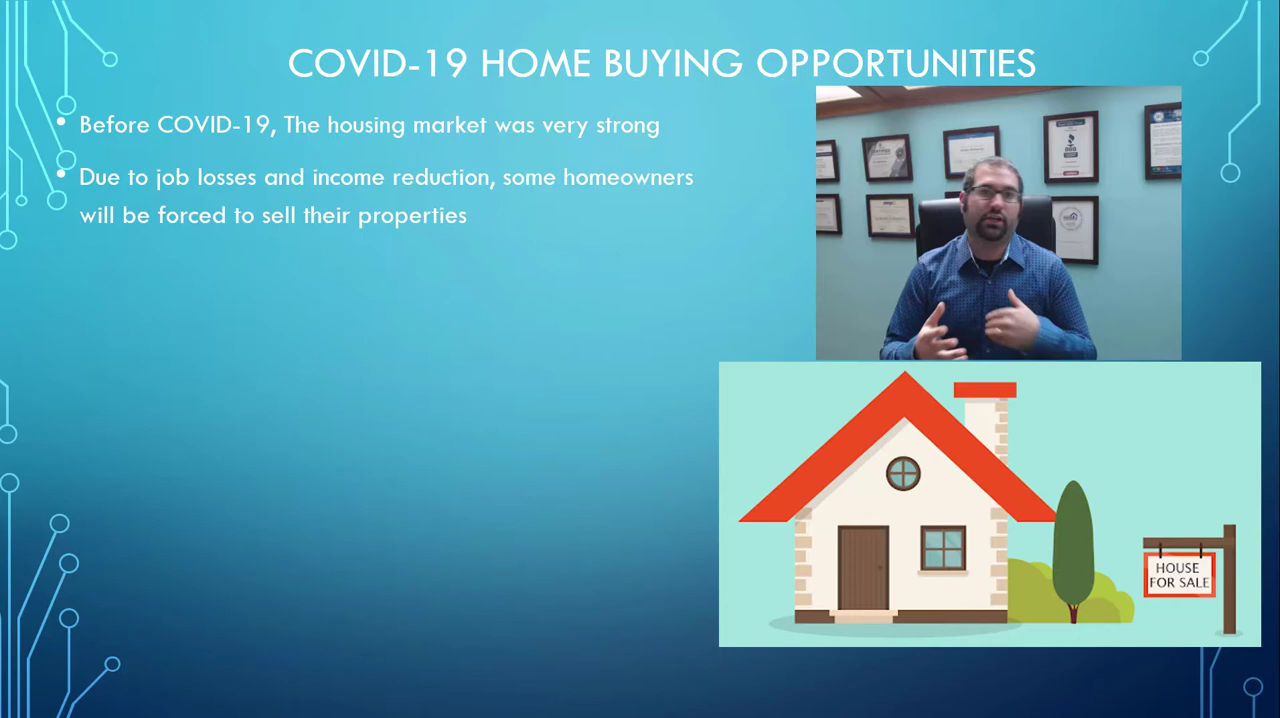 COVID-19 HOME BUYING OPPORTUNITIES
• Before COVID-19, The housing market was very strong
• Due to job losses and income reduction, some homeowners
will be forced to sell their properties
BBB
HOUSE
FOR SALE